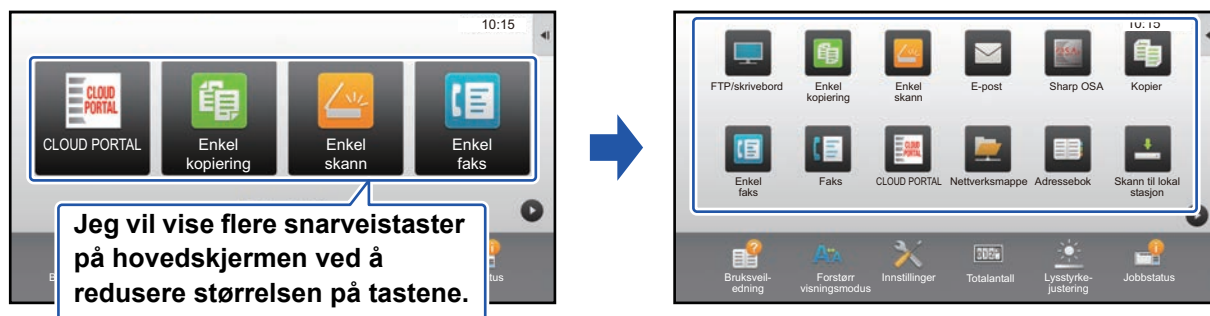 10:15
CLOUD
PORTAL
CLOUD PORTAL
Enkel
kopiering
Enkel
skann
Enkel
faks
Jeg vil vise flere snarveistaster
på hovedskjermen ved å
redusere størrelsen på tastene.
B
tus
10:15
FTP/skrivebord
Enkel
kopiering
Enkel
skann
E-post
OSA
Sharp OSA
Kopier
Enkel
faks
Faks
CLOUD
PORTAL
CLOUD PORTAL
Nettverksmappe
Adressebok
Skann til lokal
stasjon
Bruksveil-
edning
Forstørr
visningsmodus
Innstillinger
Totalantall
Lysstyrke-
justering
Jobbstatus